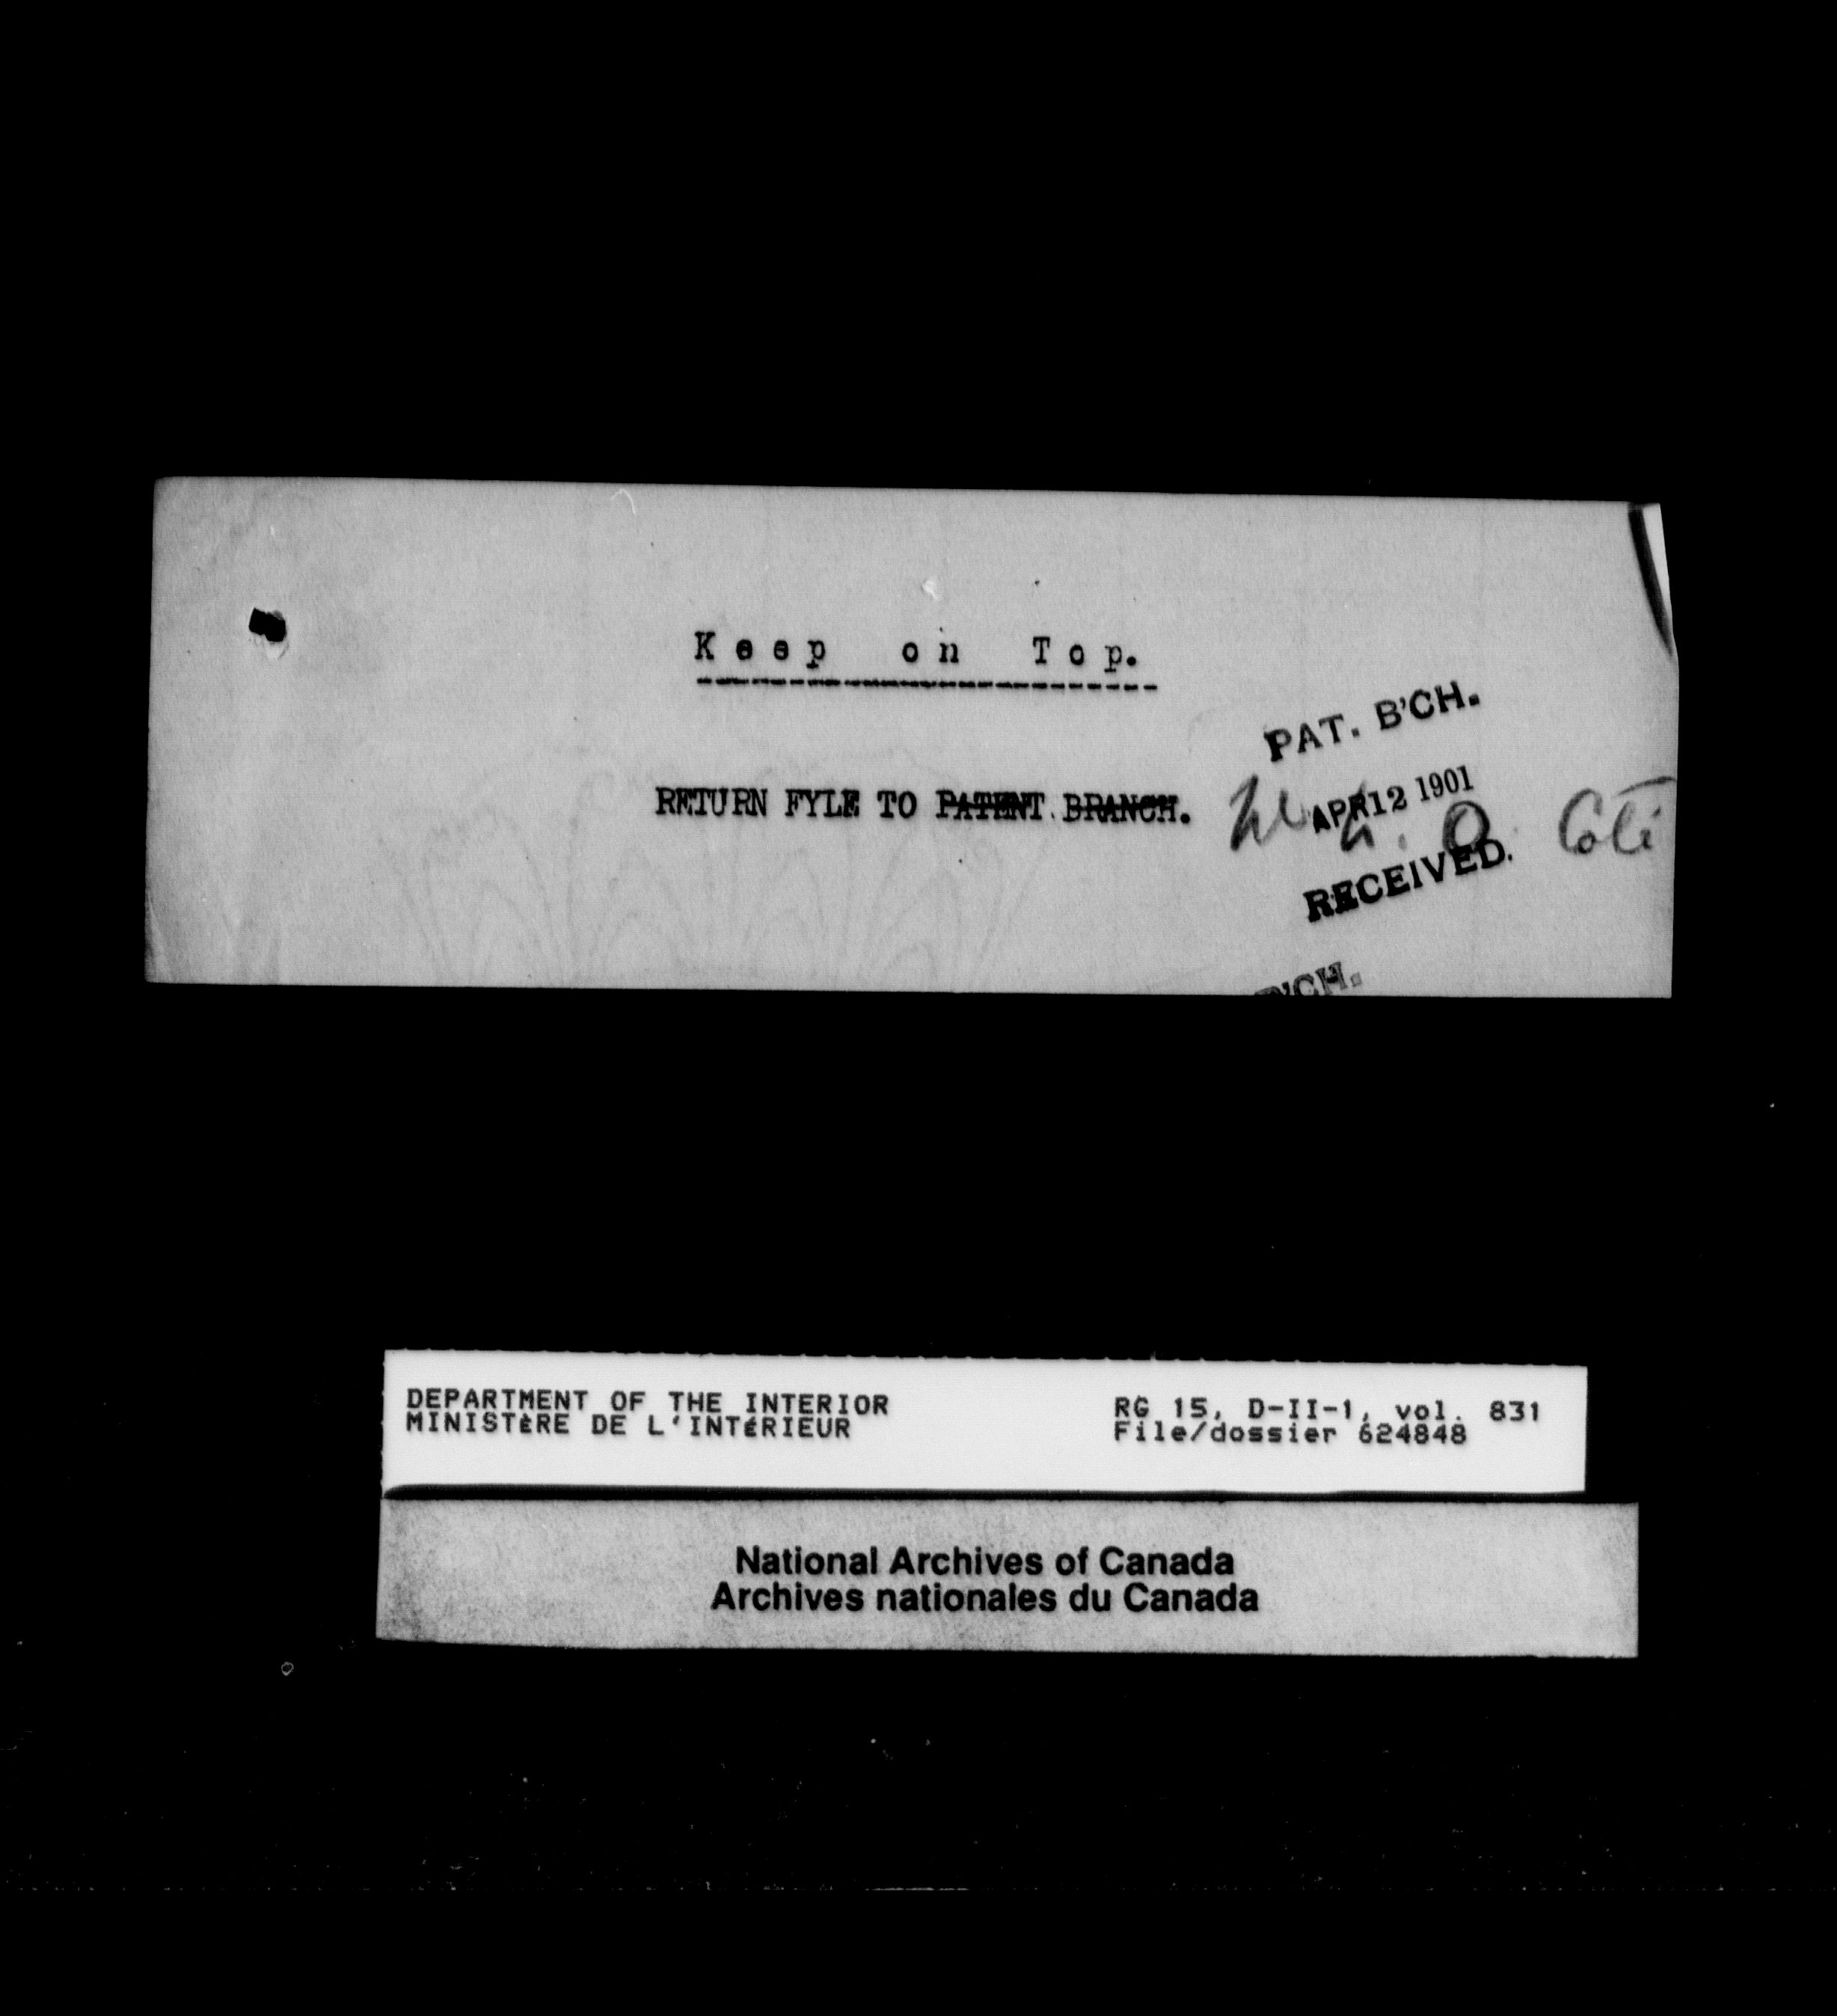 Keep on Top.
PAT. B'CH.
RETURN FYLE TO PATENT BRANCH.
APR 12 1901
O. Coté
RECEIVED.
B'CH.
DEPARTMENT OF THE INTERIOR
MINISTÈRE DE L'INTÉRIEUR
RG 15, D-II-1, vol. 831
File/dossier 624848
National Archives of Canada
Archives nationales du Canada